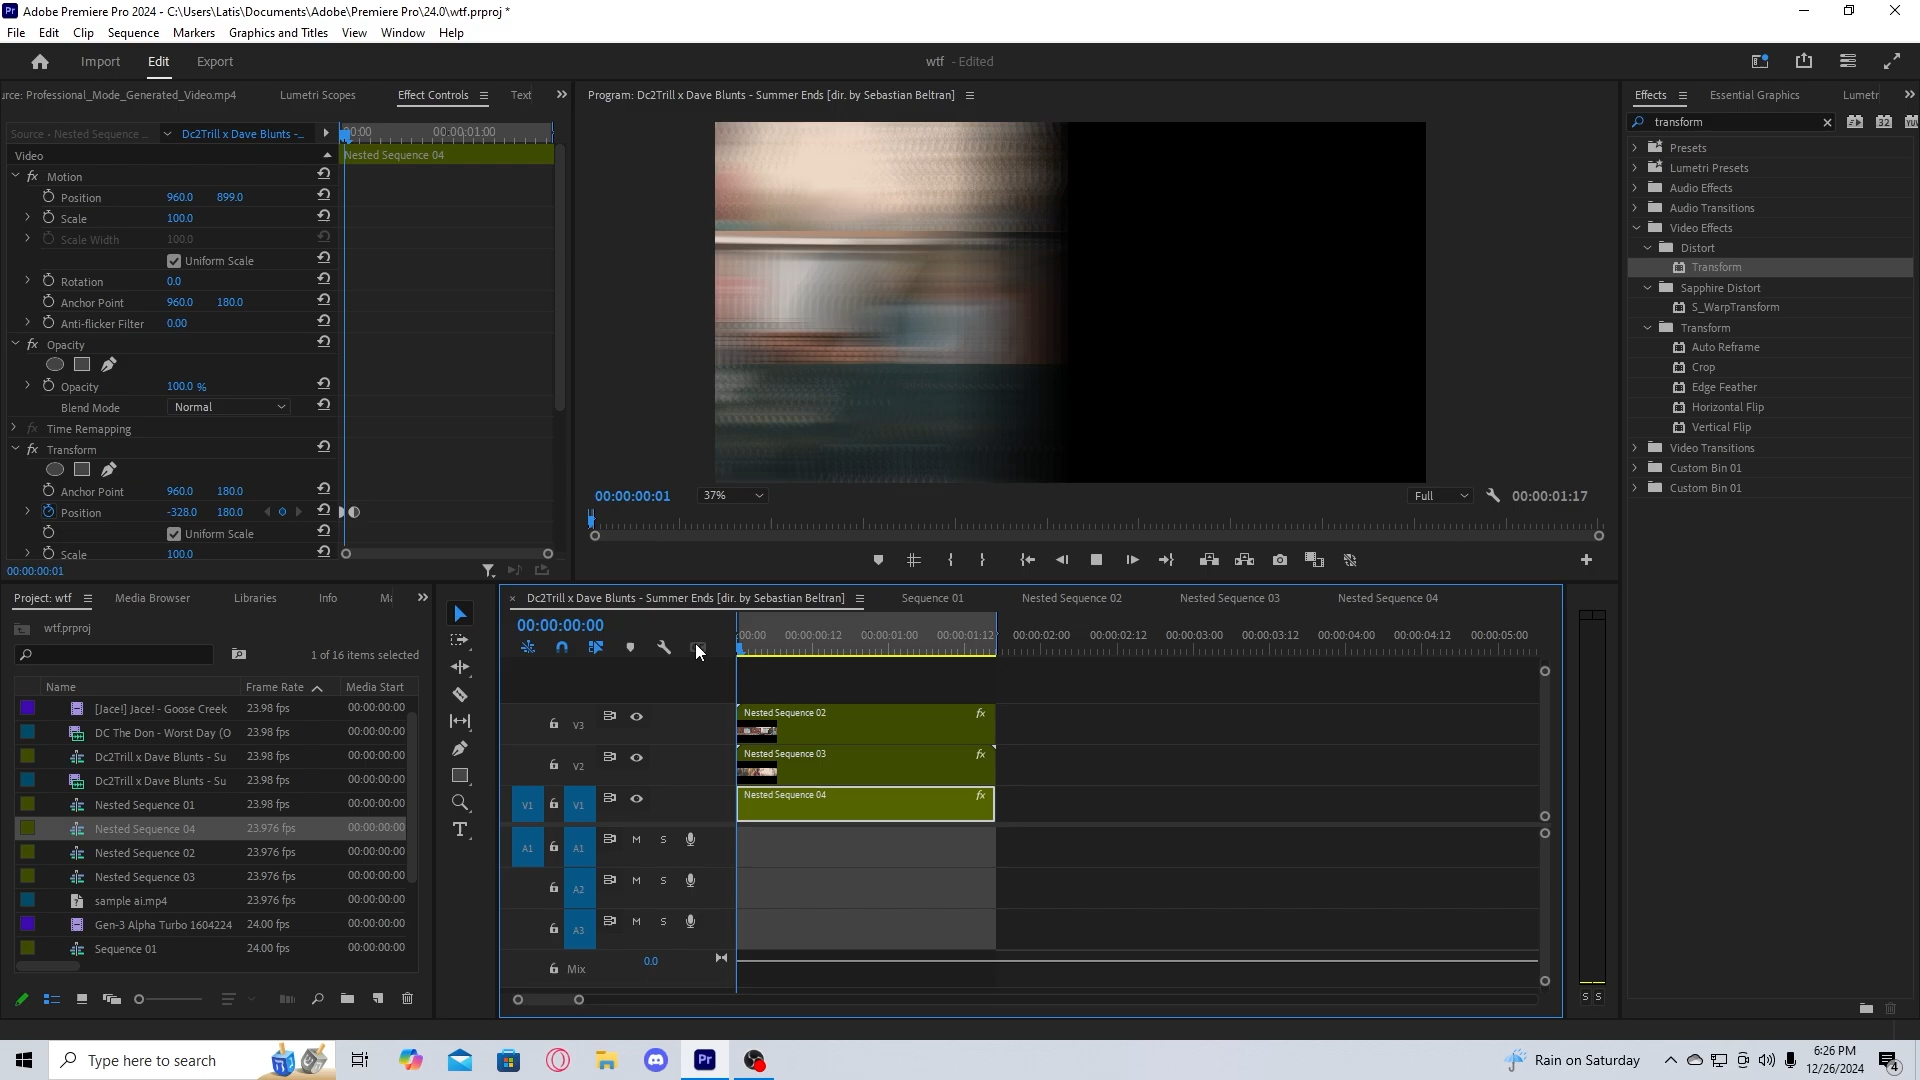 Adobe Premiere Pro 2024 - C:\Users\Latis\Documents\Adobe\Premiere Pro\24.0\wtf.prproj *
File Edit Clip Sequence Markers Graphics and Titles View Window Help
Import Edit Export wtf - Edited
urce: Professional_Mode_Generated_Video.mp4 Lumetri Scopes Effect Controls Text
Program: Dc2Trill x Dave Blunts - Summer Ends [dir. by Sebastian Beltran]
Effects Essential Graphics Lumetr
transform
Source - Nested Sequence ... Dc2Trill x Dave Blunts -...
:00:00 00:00:01:00
Video
Nested Sequence 04
fx Motion
Position 960.0 899.0
Scale 100.0
Scale Width 100.0
Uniform Scale
Rotation 0.0
Anchor Point 960.0 180.0
Anti-flicker Filter 0.00
fx Opacity
Opacity 100.0 %
Blend Mode Normal
fx Time Remapping
fx Transform
Anchor Point 960.0 180.0
Position -328.0 180.0
Uniform Scale
Scale 100.0
00:00:00:01
00:00:00:01 37% Full 00:00:01:17
Presets
Lumetri Presets
Audio Effects
Audio Transitions
Video Effects
Distort
Transform
Sapphire Distort
S_WarpTransform
Transform
Auto Reframe
Crop
Edge Feather
Horizontal Flip
Vertical Flip
Video Transitions
Custom Bin 01
Custom Bin 01
Project: wtf Media Browser Libraries Info Ma
wtf.prproj
1 of 16 items selected
Name Frame Rate Media Start
[Jace!] Jace! - Goose Creek 23.98 fps 00:00:00:00
DC The Don - Worst Day (O 23.98 fps 00:00:00:00
Dc2Trill x Dave Blunts - Su 23.98 fps 00:00:00:00
Dc2Trill x Dave Blunts - Su 23.98 fps 00:00:00:00
Nested Sequence 01 23.98 fps 00:00:00:00
Nested Sequence 04 23.976 fps 00:00:00:00
Nested Sequence 02 23.976 fps 00:00:00:00
Nested Sequence 03 23.976 fps 00:00:00:00
sample ai.mp4 23.976 fps 00:00:00:00
Gen-3 Alpha Turbo 1604224 24.00 fps 00:00:00:00
Sequence 01 24.00 fps 00:00:00:00
Dc2Trill x Dave Blunts - Summer Ends [dir. by Sebastian Beltran] Sequence 01 Nested Sequence 02 Nested Sequence 03 Nested Sequence 04
00:00:00:00
:00:00 00:00:00:12 00:00:01:00 00:00:01:12 00:00:02:00 00:00:02:12 00:00:03:00 00:00:03:12 00:00:04:00 00:00:04:12 00:00:05:00
V3 Nested Sequence 02 fx
V2 Nested Sequence 03 fx
V1 V1 Nested Sequence 04 fx
A1 A1 M S
A2 M S
A3 M S
Mix 0.0
S S
Type here to search
Rain on Saturday
6:26 PM
12/26/2024
4